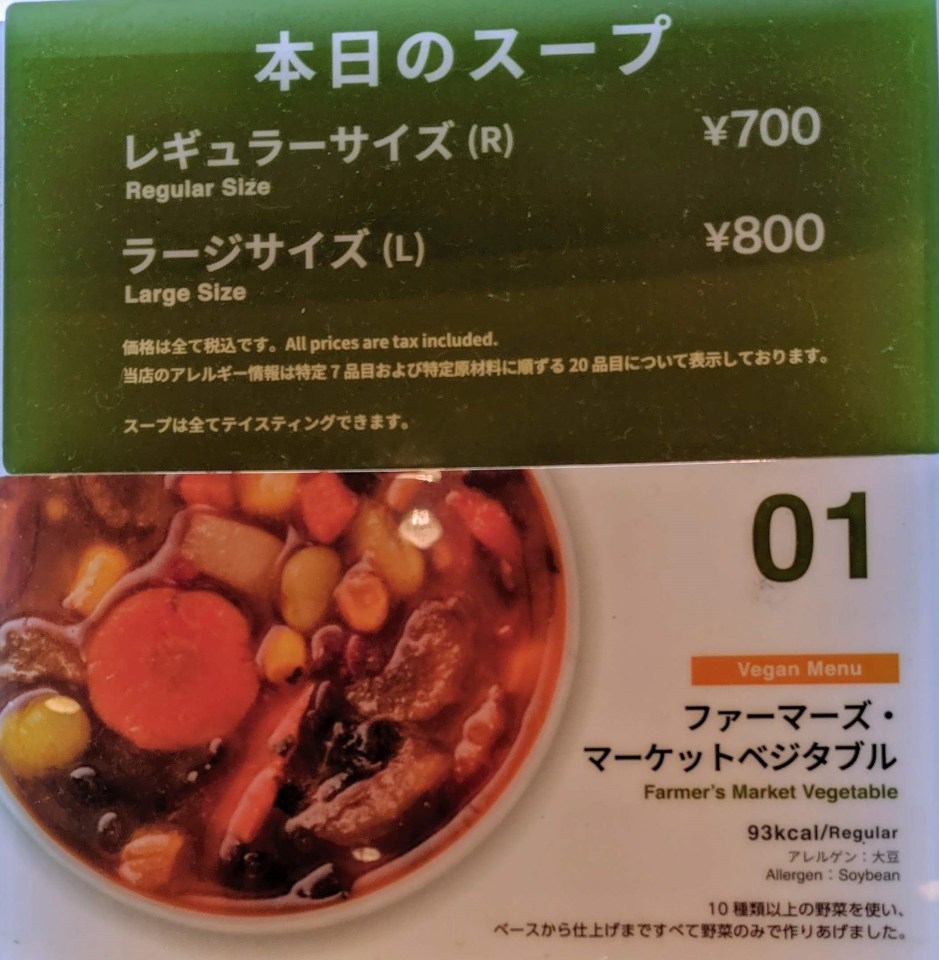 本日のスープ
レギュラーサイズ (R) ¥700
Regular Size
ラージサイズ (L) ¥800
Large Size
価格は全て税込です。All prices are tax included.
当店のアレルギー情報は特定 7 品目および特定原材料に順ずる 20 品目について表示しております。
スープは全てテイスティングできます。
01
Vegan Menu
ファーマーズ・
マーケットベジタブル
Farmer's Market Vegetable
93kcal/Regular
アレルゲン：大豆
Allergen：Soybean
10 種類以上の野菜を使い、
ベースから仕上げまですべて野菜のみで作りあげました。